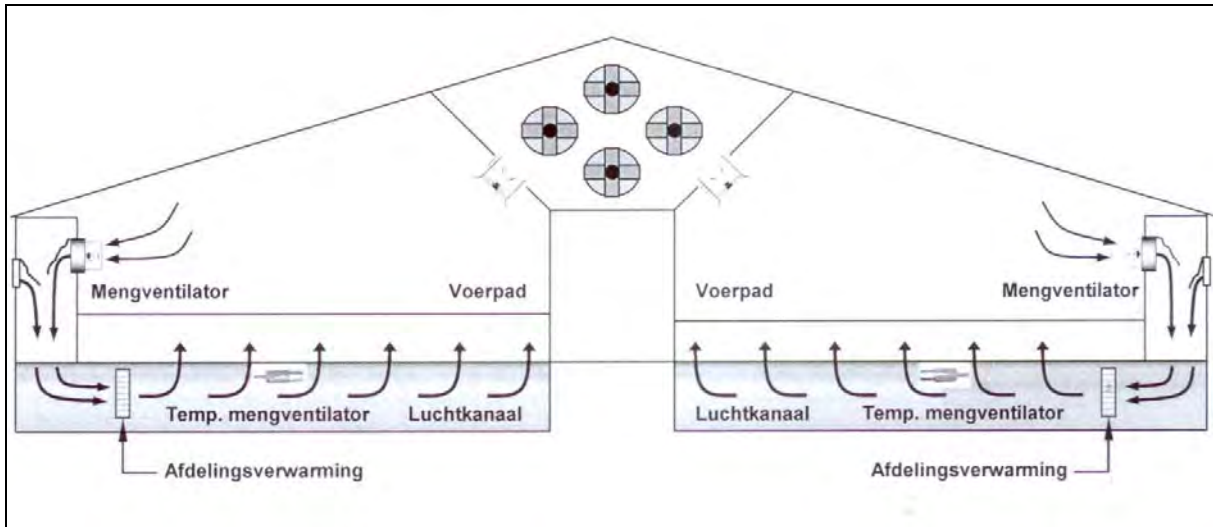 Mengventilator
Voerpad
Voerpad
Mengventilator
Temp. mengventilator
Luchtkanaal
Luchtkanaal
Temp. mengventilator
Afdelingsverwarming
Afdelingsverwarming